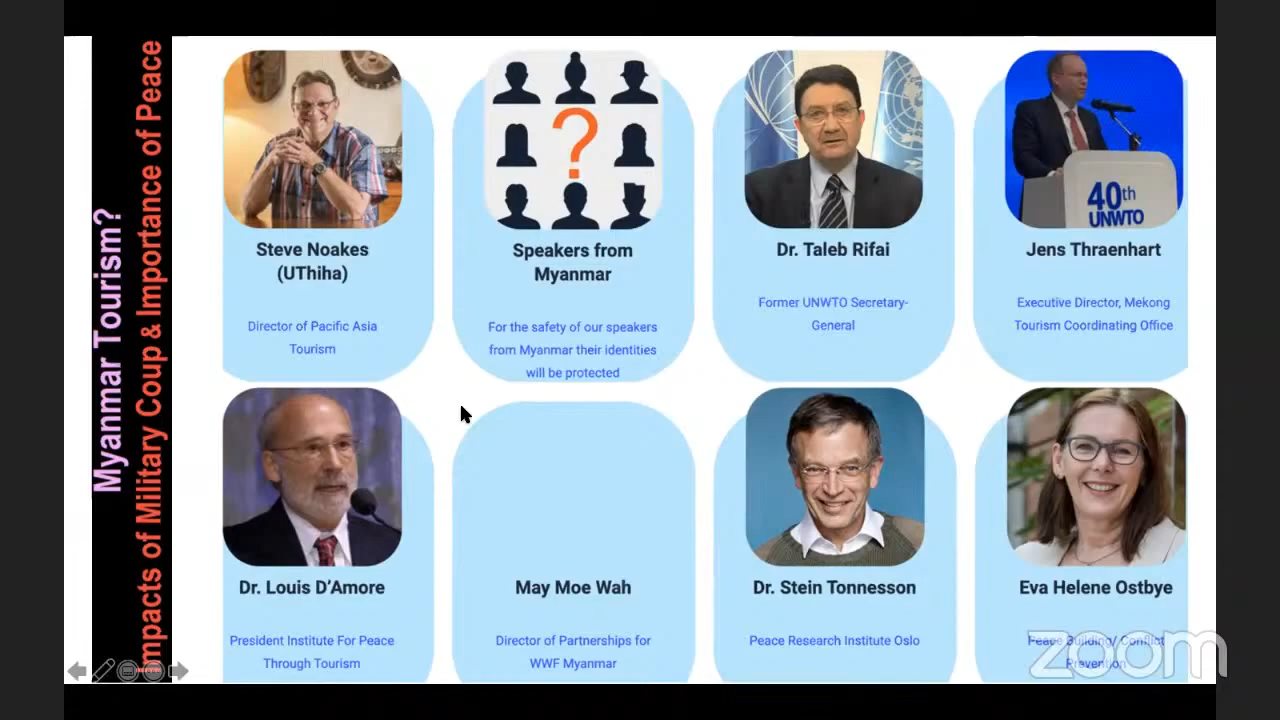 Myanmar Tourism?
Impacts of Military Coup & Importance of Peace
Steve Noakes
(UThiha)
Director of Pacific Asia
Tourism
?
Speakers from
Myanmar
For the safety of our speakers
from Myanmar their identities
will be protected
Dr. Taleb Rifai
Former UNWTO Secretary-
General
40th
UNWTO
Jens Thraenhart
Executive Director, Mekong
Tourism Coordinating Office
Dr. Louis D’Amore
President Institute For Peace
Through Tourism
May Moe Wah
Director of Partnerships for
WWF Myanmar
Dr. Stein Tonnesson
Peace Research Institute Oslo
Eva Helene Ostbye
Peace Building/ Conflict
Prevention
zoom